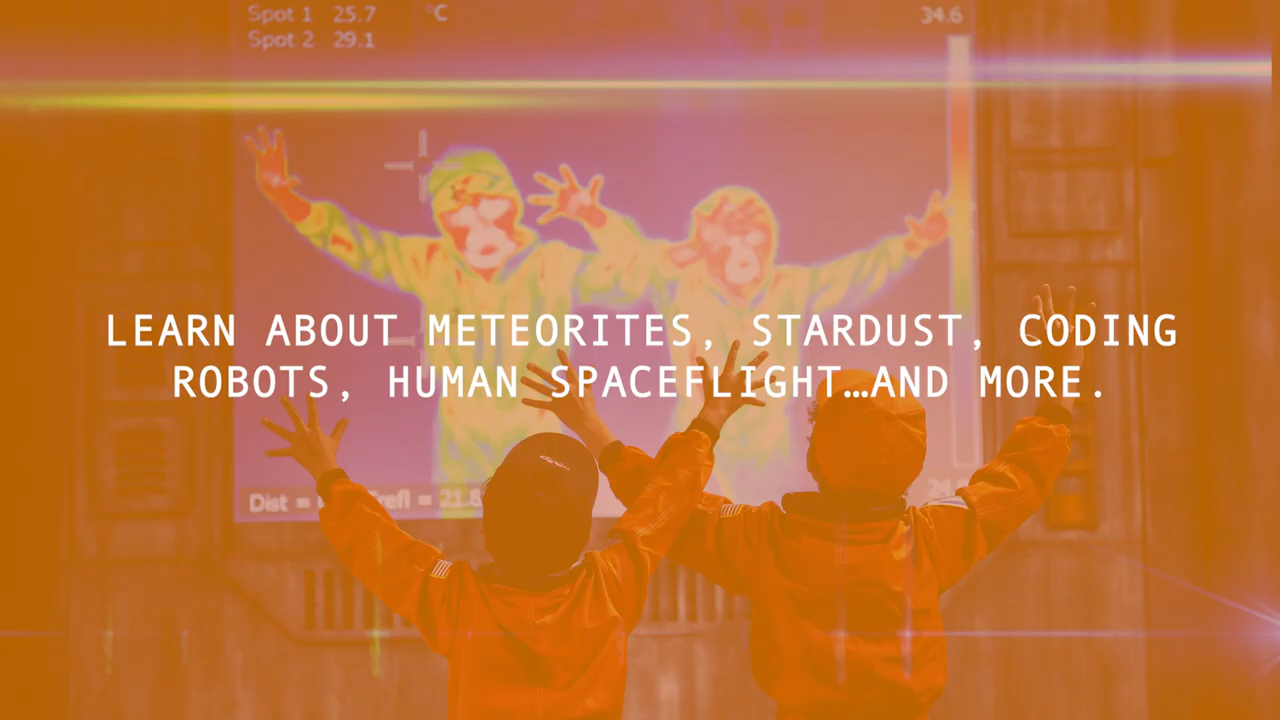 Spot 1 25.7 °C
Spot 2 29.1
34.6
LEARN ABOUT METEORITES, STARDUST, CODING
ROBOTS, HUMAN SPACEFLIGHT…AND MORE.
Dist = refl = 21.8